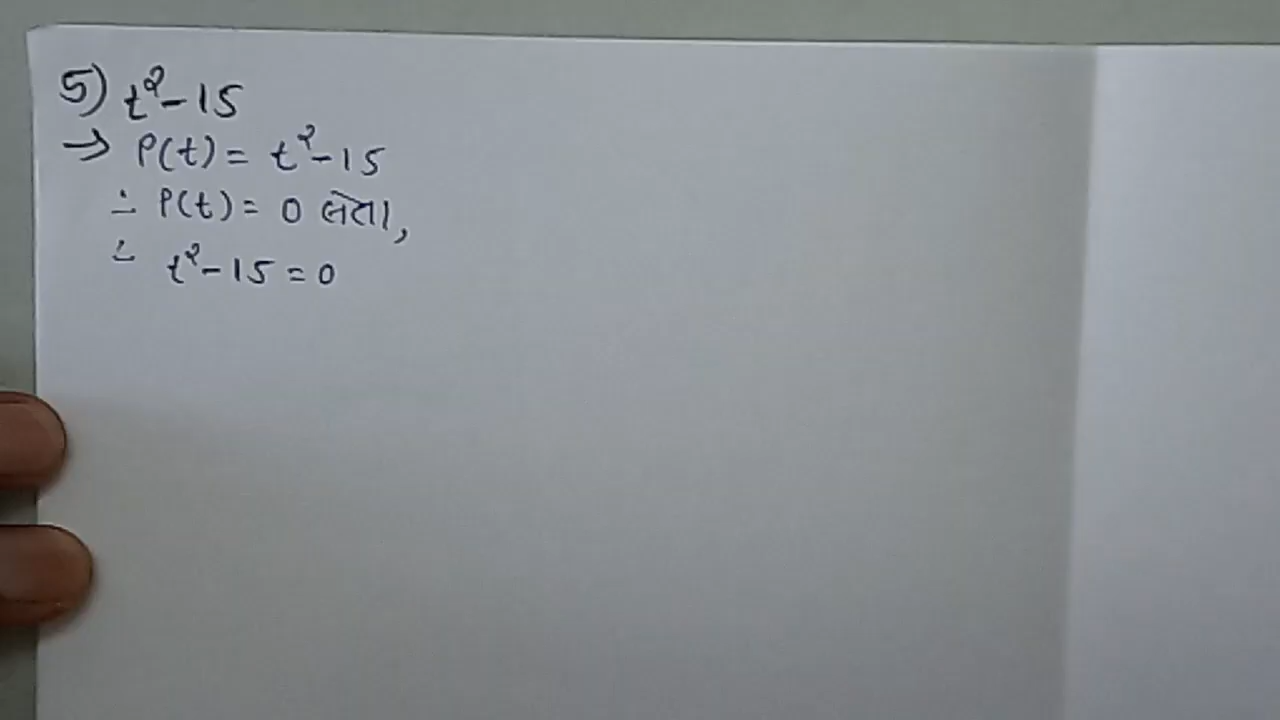 5) t²-15
→ P(t) = t²-15
∴ P(t) = 0 लेता,
∴ t²-15 = 0